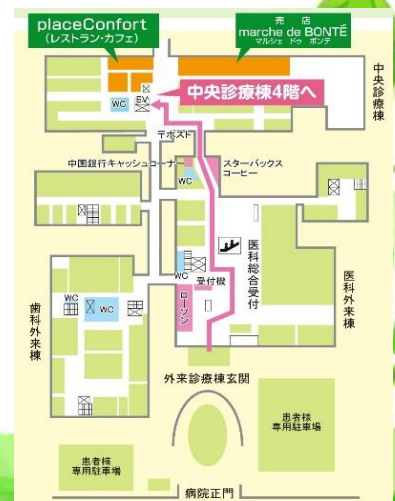 placeConfort
(レストラン・カフェ)
売店
marche de BONTÉ
マルシェ ドゥ ボンテ
中央診療棟
WC
EV
中央診療棟4階へ
〒ポスト
中国銀行キャッシュコーナー
スターバックス
コーヒー
WC
医科総合受付
WC
受付機
ローソン
医科外来棟
歯科外来棟
WC
WC
外来診療棟玄関
患者様
専用駐車場
患者様
専用駐車場
病院正門